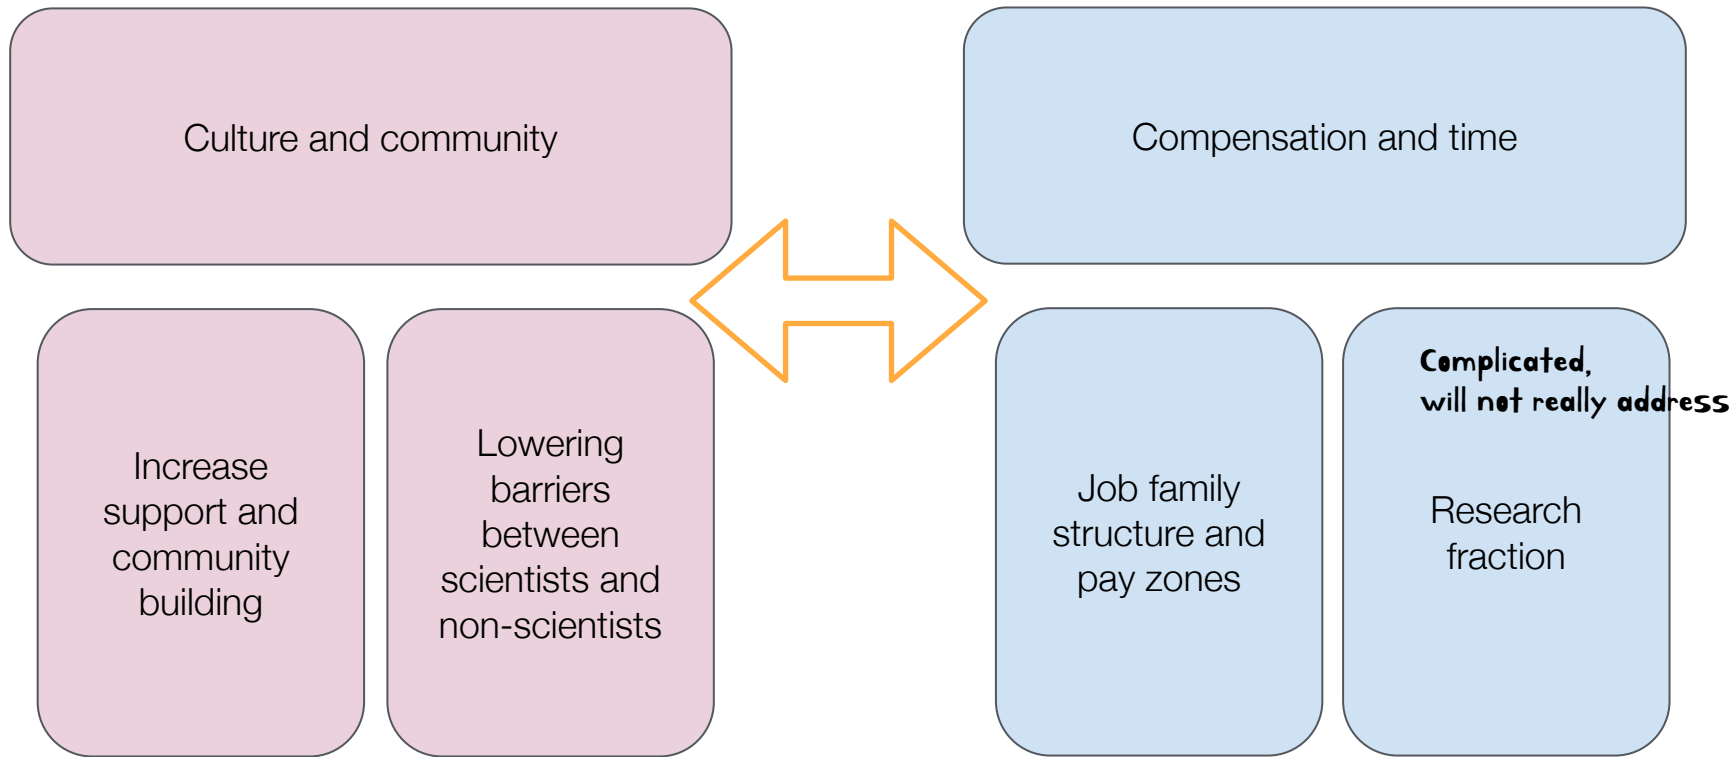 Culture and community
Compensation and time
Increase
support and
community
building
Lowering
barriers
between
scientists and
non-scientists
Job family
structure and
pay zones
Complicated,
will not really address
Research
fraction